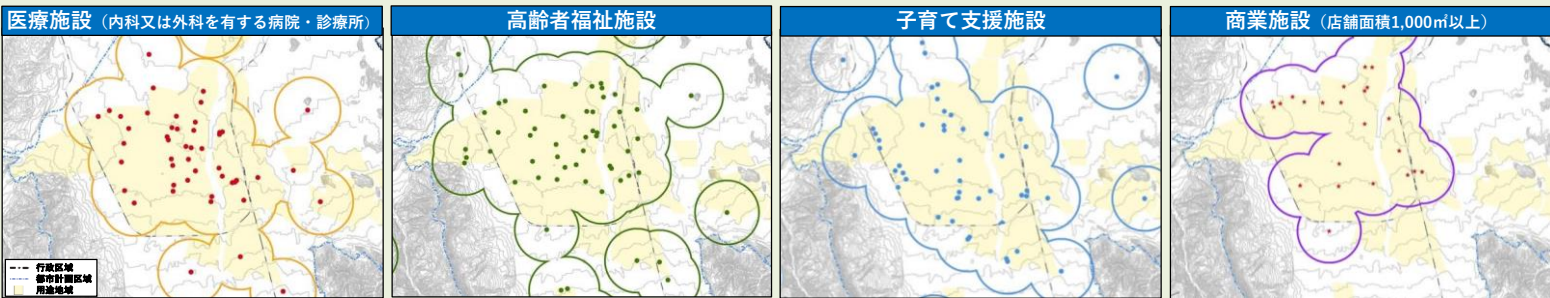 医療施設（内科又は外科を有する病院・診療所）
高齢者福祉施設
子育て支援施設
商業施設（店舗面積1,000㎡以上）
行政区域
都市計画区域
用途地域